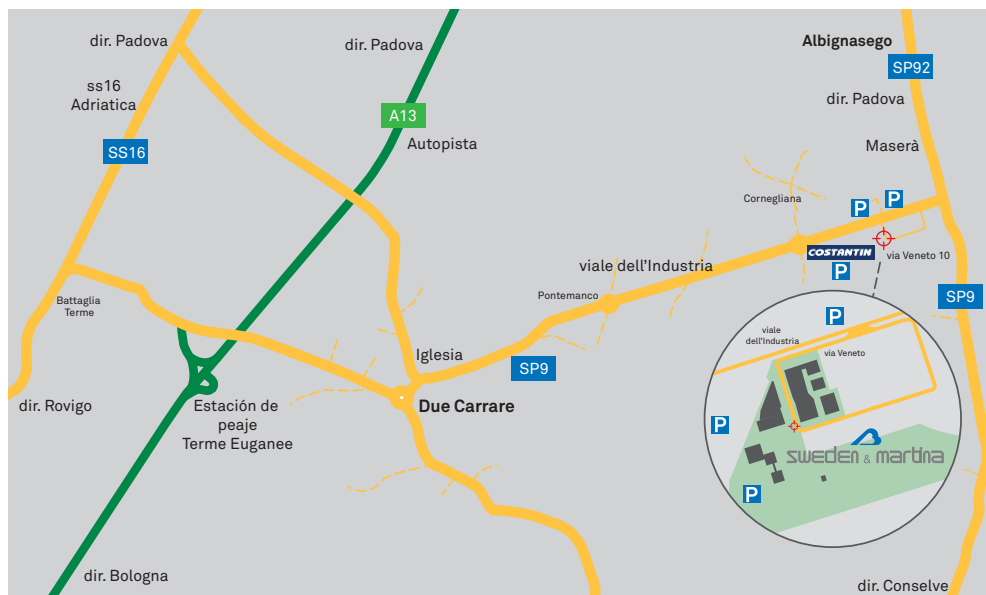 dir. Padova
dir. Padova
Albignasego
SP92
dir. Padova
ss16
Adriatica
A13
Autopista
SS16
Maserà
Cornegliana
P
P
COSTANTIN
via Veneto 10
P
viale dell'Industria
Pontemanco
SP9
Battaglia
Terme
P
viale
dell'Industria
via Veneto
Iglesia
SP9
dir. Rovigo
Estación de
peaje
Terme Euganee
Due Carrare
P
sweden & martina
P
dir. Bologna
dir. Conselve